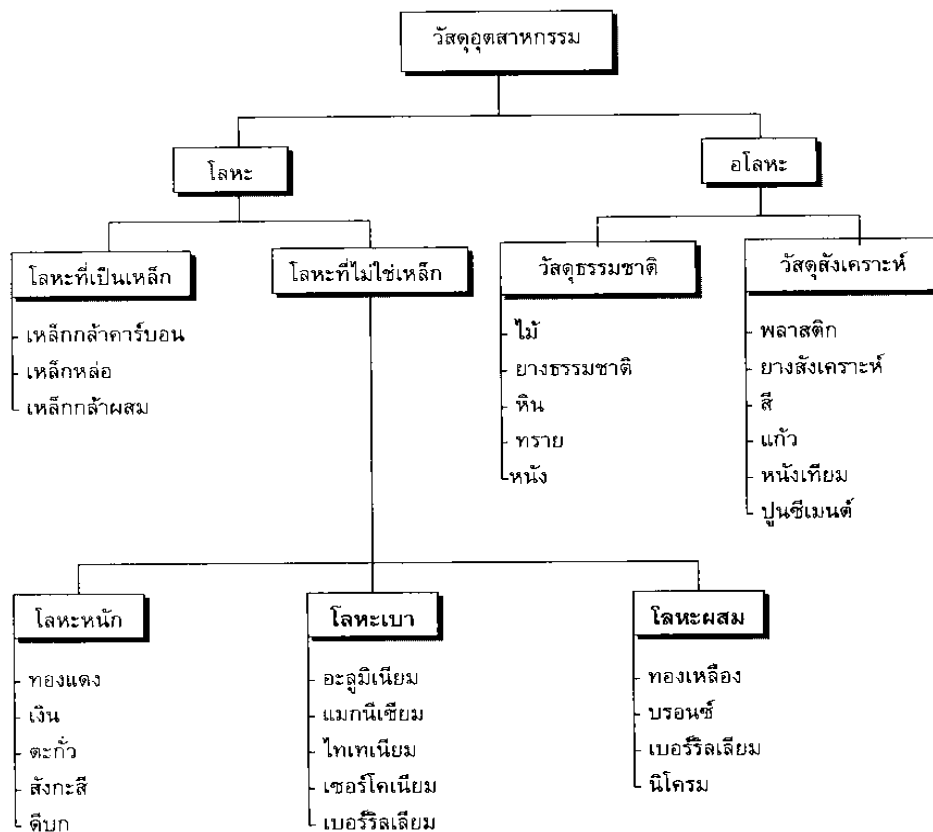 วัสดุอุตสาหกรรม
โลหะ
อโลหะ
โลหะที่เป็นเหล็ก
โลหะที่ไม่ใช่เหล็ก
วัสดุธรรมชาติ
วัสดุสังเคราะห์
เหล็กกล้าคาร์บอน
เหล็กหล่อ
เหล็กกล้าผสม
ไม้
ยางธรรมชาติ
หิน
ทราย
หนัง
พลาสติก
ยางสังเคราะห์
สี
แก้ว
หนังเทียม
ปูนซีเมนต์
โลหะหนัก
โลหะเบา
โลหะผสม
ทองแดง
เงิน
ตะกั่ว
สังกะสี
ดีบุก
อะลูมิเนียม
แมกนีเซียม
ไทเทเนียม
เซอร์โคเนียม
เบอร์ริลเลียม
ทองเหลือง
บรอนซ์
เบอร์ริลเลียม
นิโครม